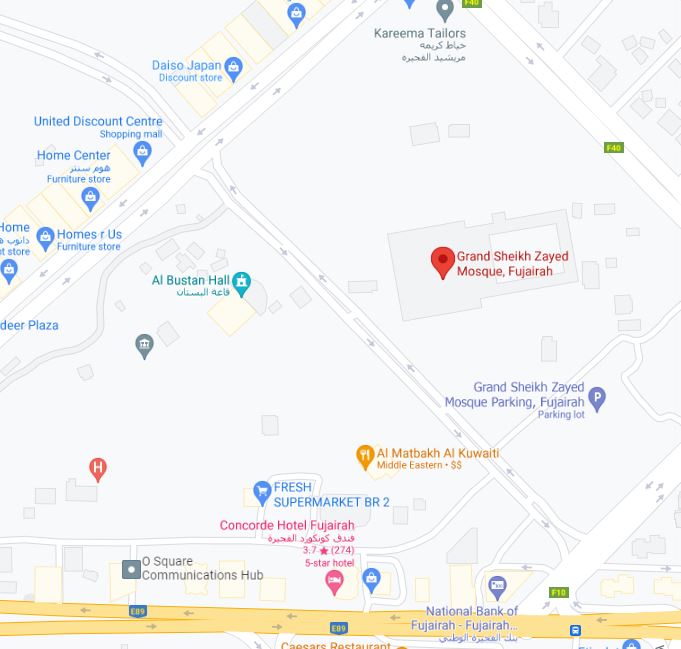 F40
Kareema Tailors
خياط كريمه
مريشيد الفجيرة
Daiso Japan
Discount store
United Discount Centre
Shopping mall
F40
Home Center
هوم سنتر
Furniture store
Home
دانوب ه
nt store
Homes r Us
Furniture store
Grand Sheikh Zayed
Mosque, Fujairah
Al Bustan Hall
قاعة البستان
deer Plaza
Grand Sheikh Zayed
Mosque Parking, Fujairah
Parking lot
P
Al Matbakh Al Kuwaiti
Middle Eastern • $$
H
FRESH
SUPERMARKET BR 2
Concorde Hotel Fujairah
فندق كونكورد الفجيرة
3.7 ★ (274)
5-star hotel
O Square
Communications Hub
F10
National Bank of
Fujairah - Fujairah...
بنك الفجيرة الوطني
E89
E89
Caesars Restaurant